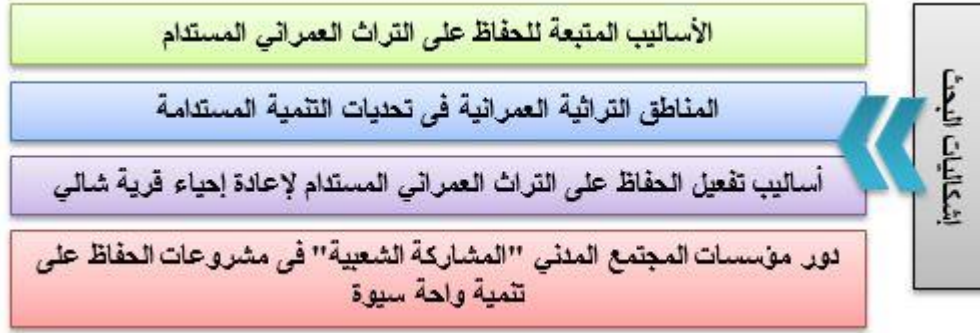 إشكاليات البحث
الأساليب المتبعة للحفاظ على التراث العمراني المستدام
المناطق التراثية العمرانية فى تحديات التنمية المستدامة
أساليب تفعيل الحفاظ على التراث العمراني المستدام لإعادة إحياء قرية شالي
دور مؤسسات المجتمع المدني "المشاركة الشعبية" فى مشروعات الحفاظ على
تنمية واحة سيوة